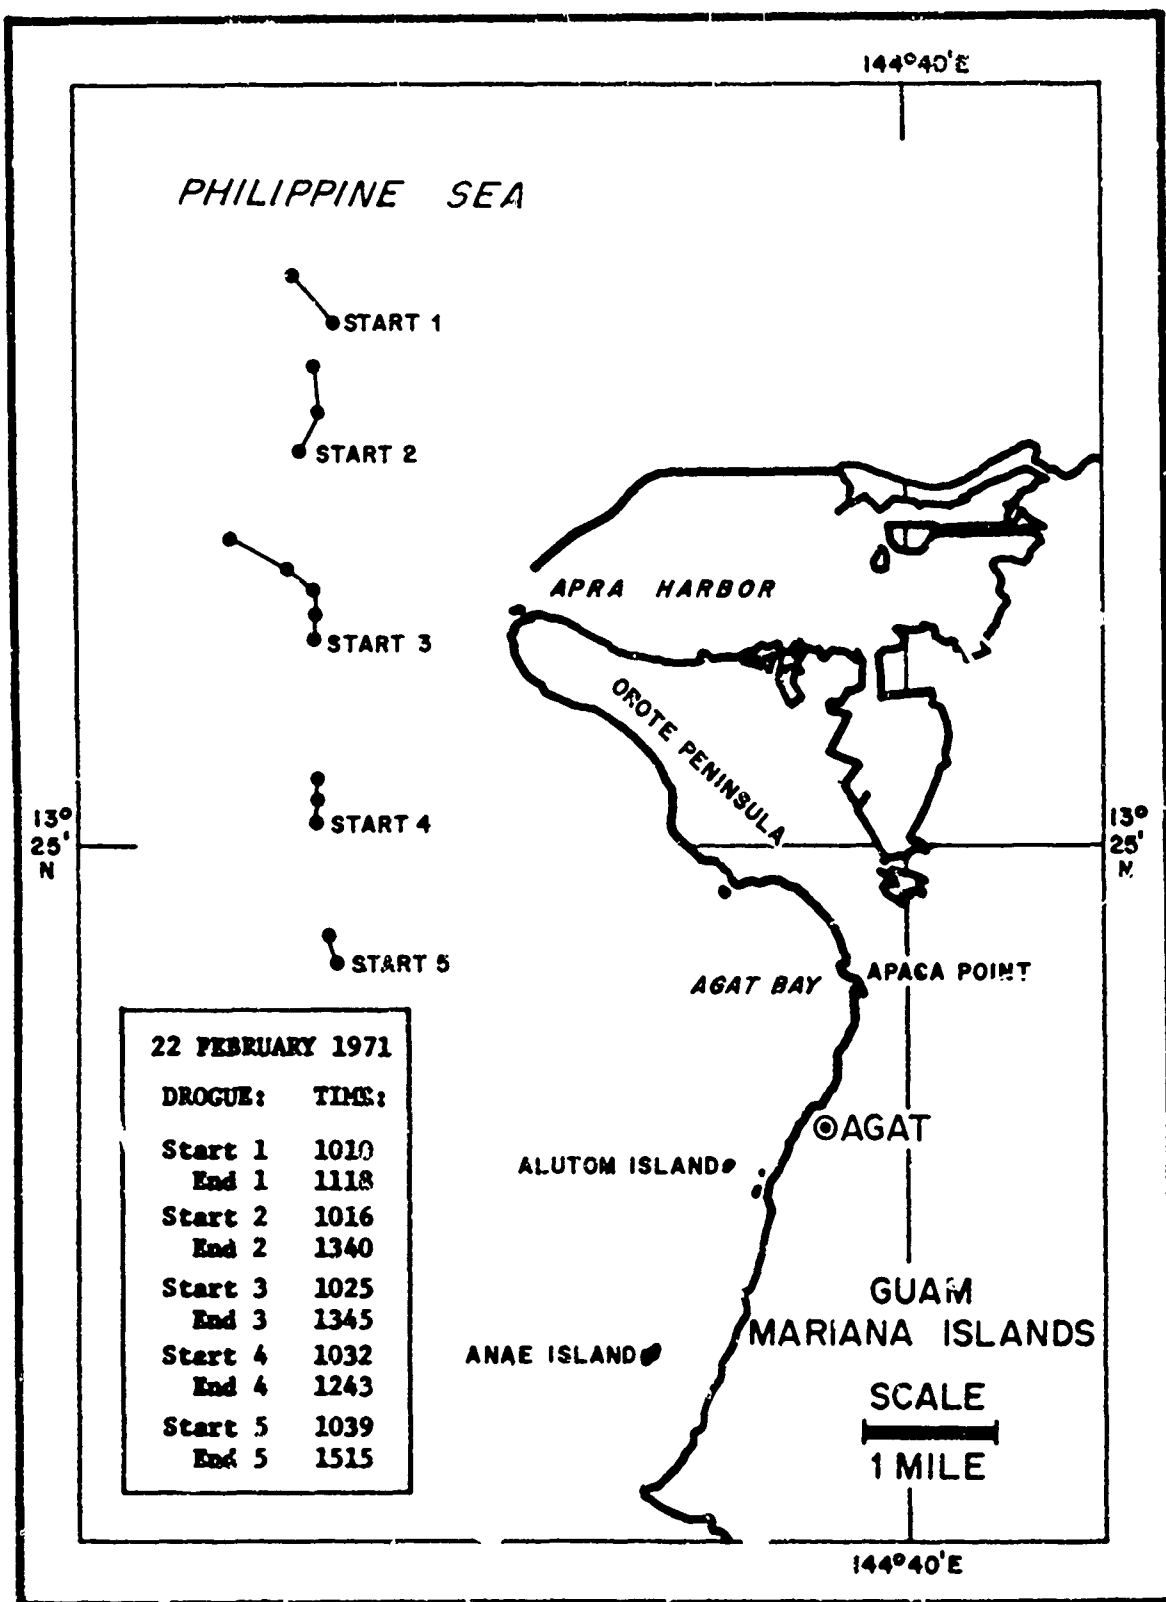 144°40'E
PHILIPPINE SEA
START 1
START 2
APRA HARBOR
START 3
OROTE PENINSULA
START 4
13°
25'
N
13°
25'
N
START 5
AGAT BAY
APACA POINT
22 FEBRUARY 1971
DROGUE: TIME:
Start 1 1010
End 1 1118
Start 2 1016
End 2 1340
Start 3 1025
End 3 1345
Start 4 1032
End 4 1243
Start 5 1039
End 5 1515
AGAT
ALUTOM ISLAND
ANAE ISLAND
GUAM
MARIANA ISLANDS
SCALE
1 MILE
144°40'E